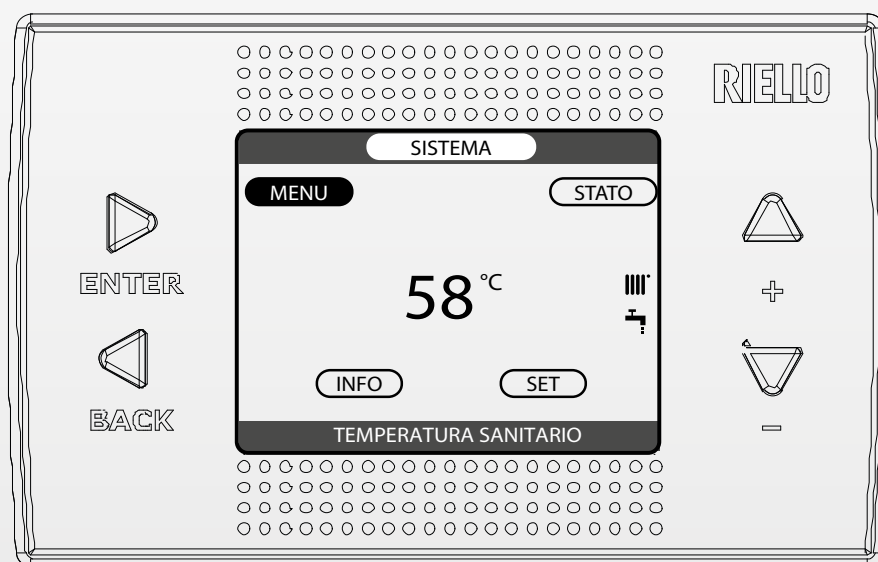 RIELLO
SISTEMA
MENU
STATO
ENTER
58 °C
+
INFO
SET
BACK
TEMPERATURA SANITARIO
−